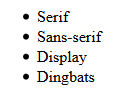 • Serif
• Sans-serif
• Display
• Dingbats